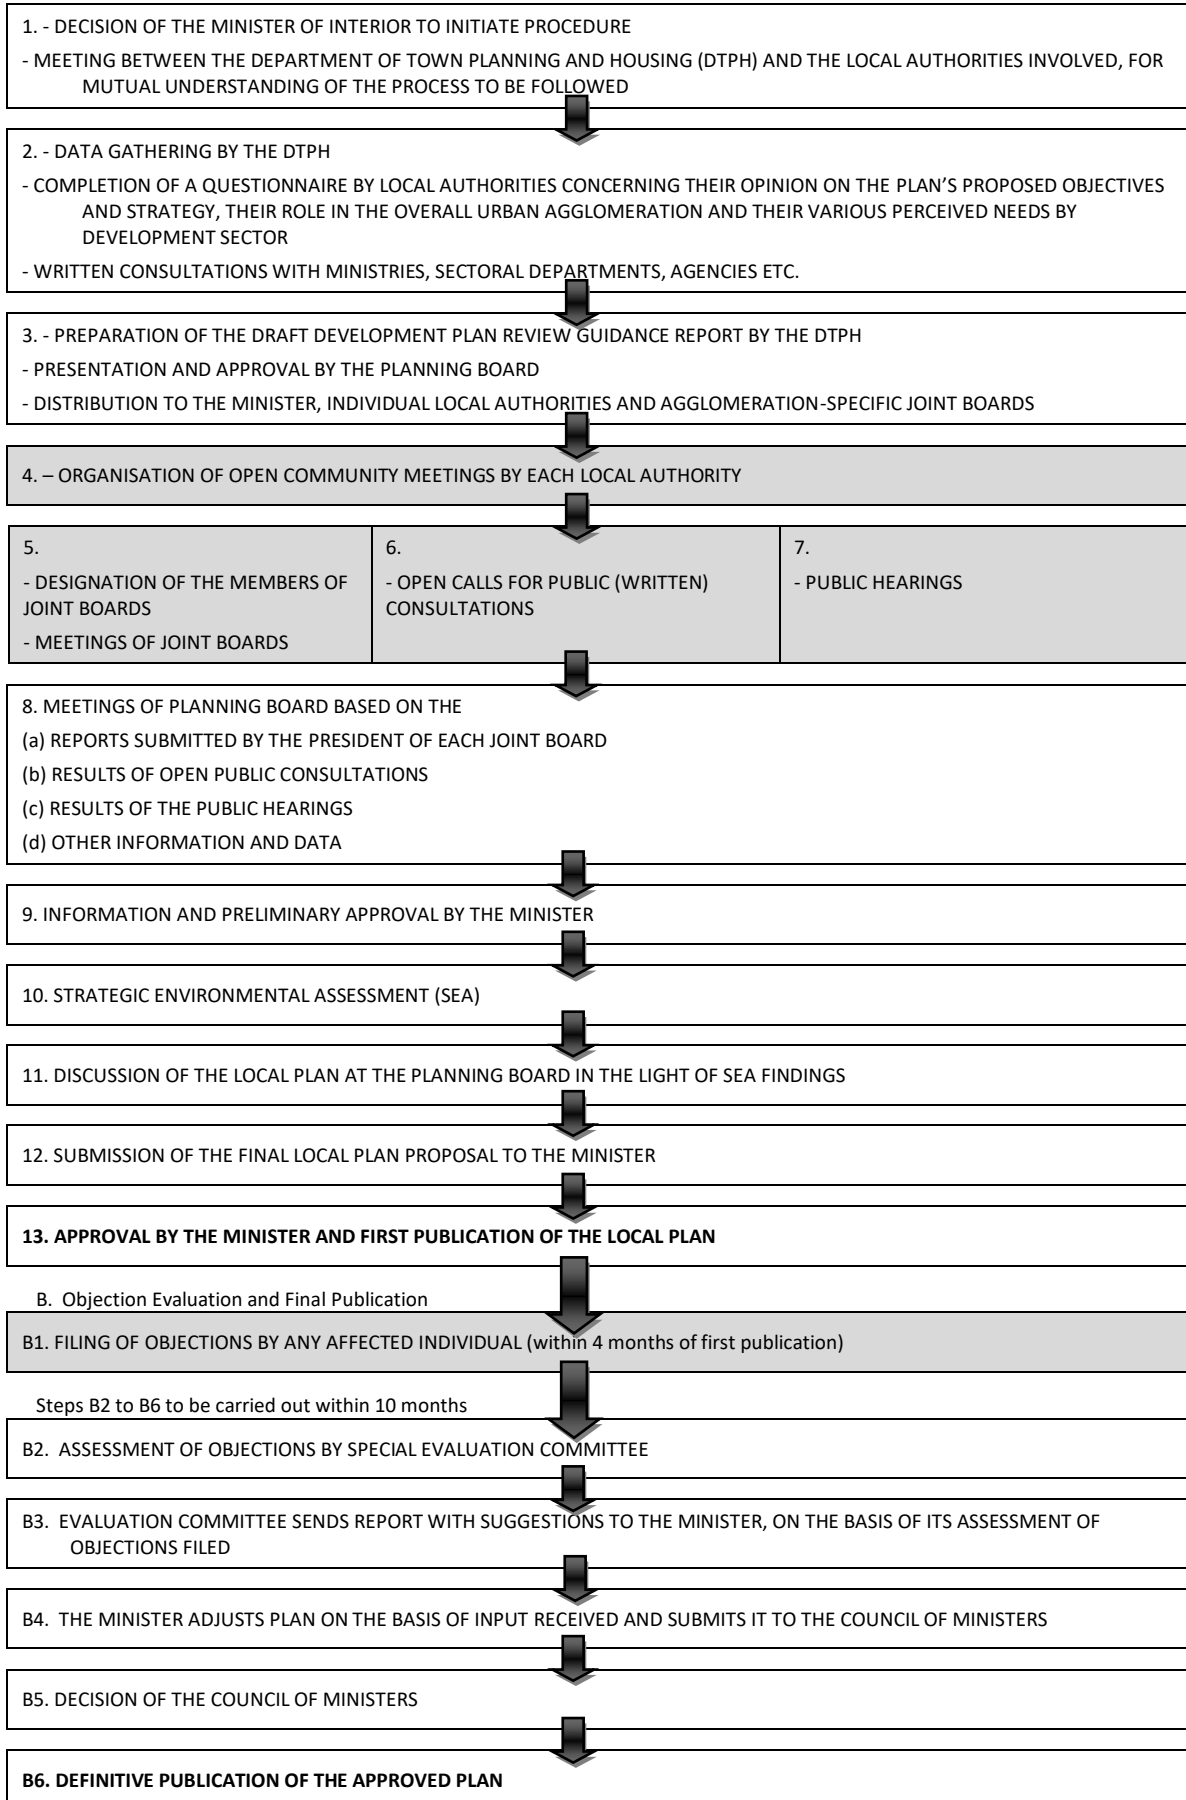 1. - DECISION OF THE MINISTER OF INTERIOR TO INITIATE PROCEDURE
- MEETING BETWEEN THE DEPARTMENT OF TOWN PLANNING AND HOUSING (DTPH) AND THE LOCAL AUTHORITIES INVOLVED, FOR
MUTUAL UNDERSTANDING OF THE PROCESS TO BE FOLLOWED
2. - DATA GATHERING BY THE DTPH
- COMPLETION OF A QUESTIONNAIRE BY LOCAL AUTHORITIES CONCERNING THEIR OPINION ON THE PLAN’S PROPOSED OBJECTIVES
AND STRATEGY, THEIR ROLE IN THE OVERALL URBAN AGGLOMERATION AND THEIR VARIOUS PERCEIVED NEEDS BY
DEVELOPMENT SECTOR
- WRITTEN CONSULTATIONS WITH MINISTRIES, SECTORAL DEPARTMENTS, AGENCIES ETC.
3. - PREPARATION OF THE DRAFT DEVELOPMENT PLAN REVIEW GUIDANCE REPORT BY THE DTPH
- PRESENTATION AND APPROVAL BY THE PLANNING BOARD
- DISTRIBUTION TO THE MINISTER, INDIVIDUAL LOCAL AUTHORITIES AND AGGLOMERATION-SPECIFIC JOINT BOARDS
4. – ORGANISATION OF OPEN COMMUNITY MEETINGS BY EACH LOCAL AUTHORITY
5.
- DESIGNATION OF THE MEMBERS OF
JOINT BOARDS
- MEETINGS OF JOINT BOARDS
6.
- OPEN CALLS FOR PUBLIC (WRITTEN)
CONSULTATIONS
7.
- PUBLIC HEARINGS
8. MEETINGS OF PLANNING BOARD BASED ON THE
(a) REPORTS SUBMITTED BY THE PRESIDENT OF EACH JOINT BOARD
(b) RESULTS OF OPEN PUBLIC CONSULTATIONS
(c) RESULTS OF THE PUBLIC HEARINGS
(d) OTHER INFORMATION AND DATA
9. INFORMATION AND PRELIMINARY APPROVAL BY THE MINISTER
10. STRATEGIC ENVIRONMENTAL ASSESSMENT (SEA)
11. DISCUSSION OF THE LOCAL PLAN AT THE PLANNING BOARD IN THE LIGHT OF SEA FINDINGS
12. SUBMISSION OF THE FINAL LOCAL PLAN PROPOSAL TO THE MINISTER
13. APPROVAL BY THE MINISTER AND FIRST PUBLICATION OF THE LOCAL PLAN
B. Objection Evaluation and Final Publication
B1. FILING OF OBJECTIONS BY ANY AFFECTED INDIVIDUAL (within 4 months of first publication)
Steps B2 to B6 to be carried out within 10 months
B2. ASSESSMENT OF OBJECTIONS BY SPECIAL EVALUATION COMMITTEE
B3. EVALUATION COMMITTEE SENDS REPORT WITH SUGGESTIONS TO THE MINISTER, ON THE BASIS OF ITS ASSESSMENT OF
OBJECTIONS FILED
B4. THE MINISTER ADJUSTS PLAN ON THE BASIS OF INPUT RECEIVED AND SUBMITS IT TO THE COUNCIL OF MINISTERS
B5. DECISION OF THE COUNCIL OF MINISTERS
B6. DEFINITIVE PUBLICATION OF THE APPROVED PLAN